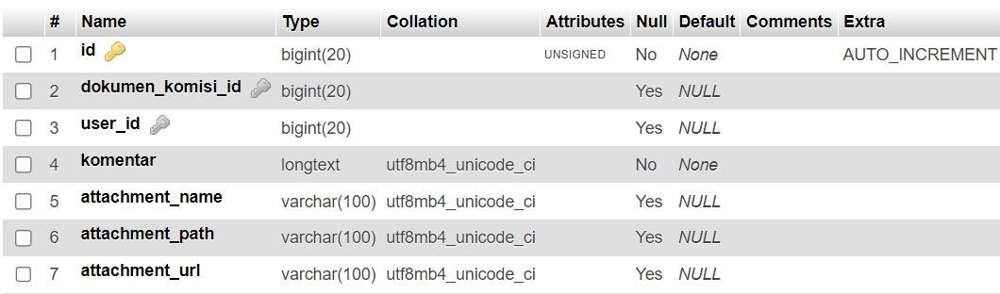 # Name Type Collation Attributes Null Default Comments Extra
1 id bigint(20) UNSIGNED No None AUTO_INCREMENT
2 dokumen_komisi_id bigint(20) Yes NULL
3 user_id bigint(20) Yes NULL
4 komentar longtext utf8mb4_unicode_ci No None
5 attachment_name varchar(100) utf8mb4_unicode_ci Yes NULL
6 attachment_path varchar(100) utf8mb4_unicode_ci Yes NULL
7 attachment_url varchar(100) utf8mb4_unicode_ci Yes NULL